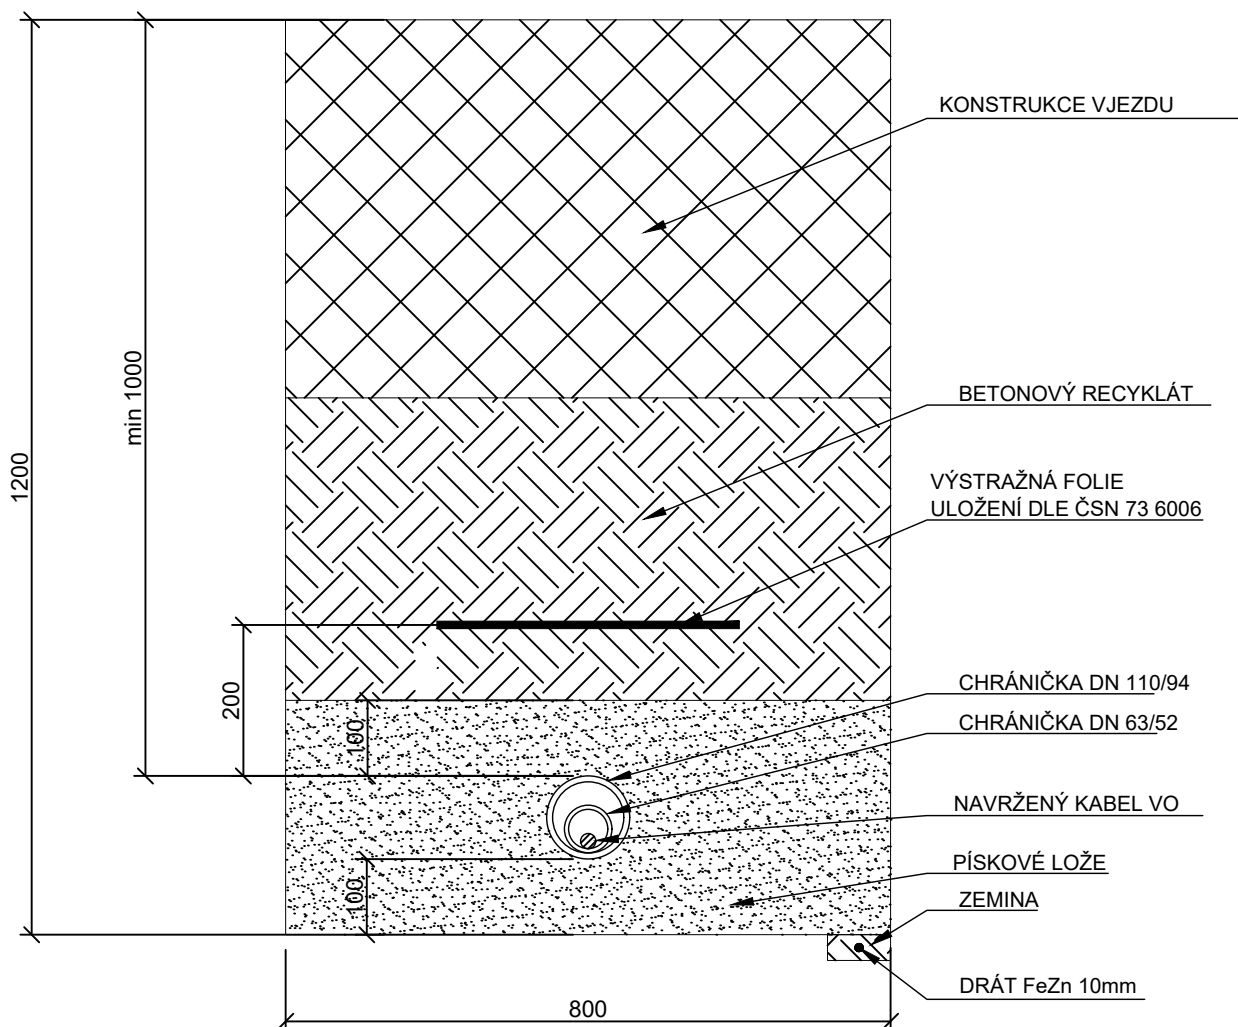 KONSTRUKCE VJEZDU
min 1000
BETONOVÝ RECYKLÁT
1200
VÝSTRAŽNÁ FOLIE
ULOŽENÍ DLE ČSN 73 6006
200
100
CHRÁNIČKA DN 110/94
CHRÁNIČKA DN 63/52
NAVRŽENÝ KABEL VO
100
PÍSKOVÉ LOŽE
ZEMINA
DRÁT FeZn 10mm
800